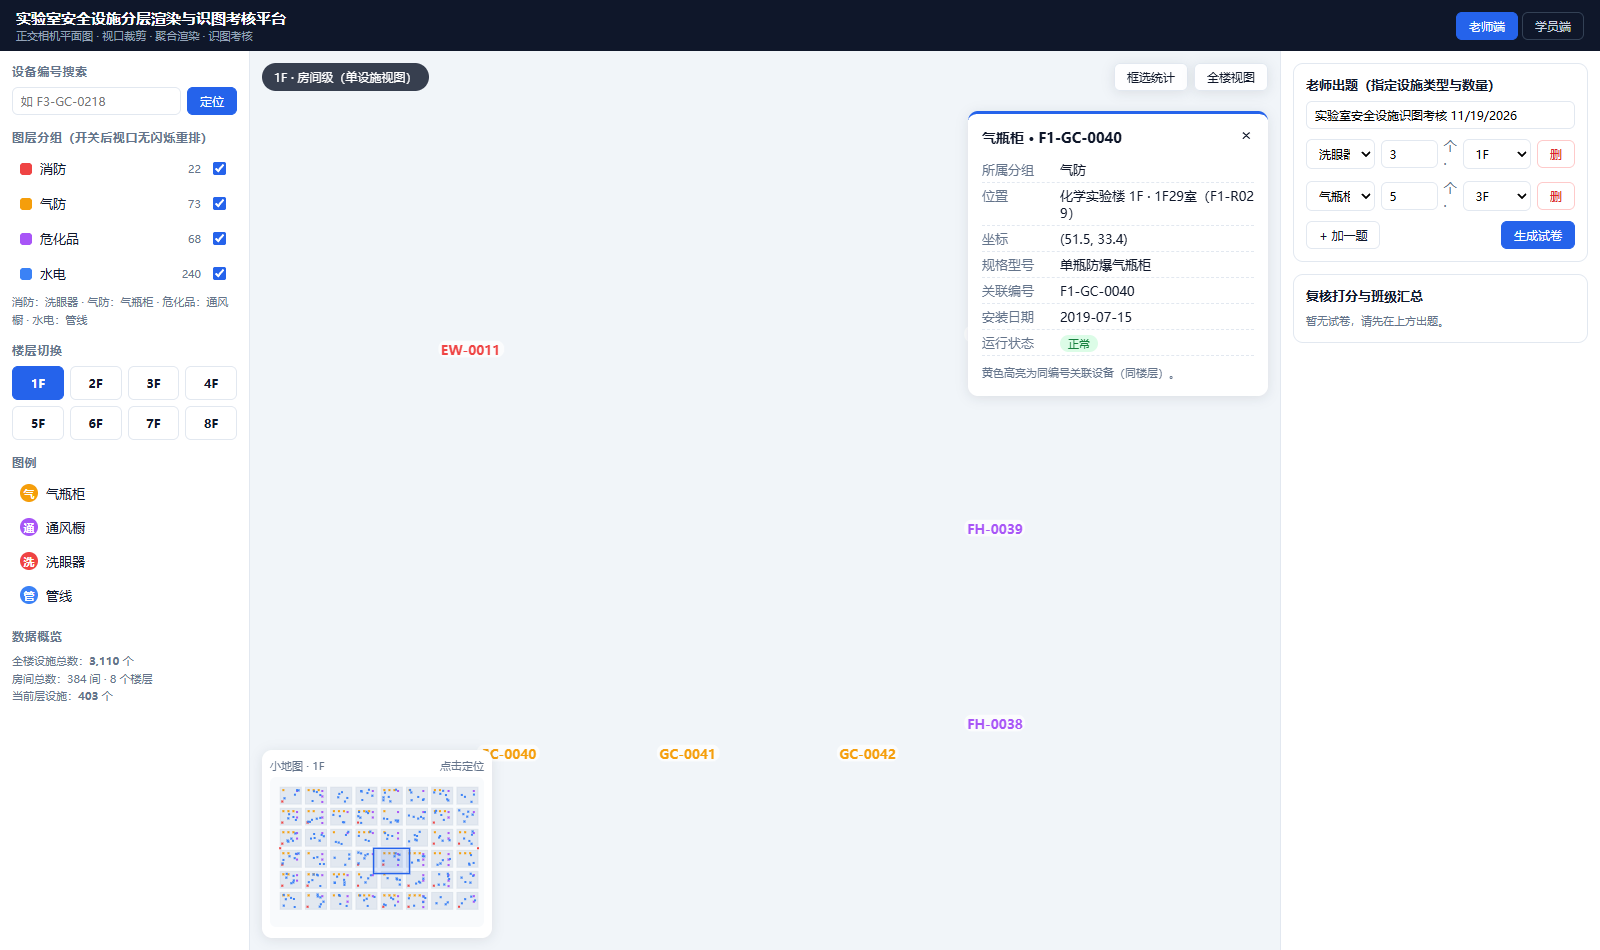 实验室安全设施分层渲染与识图考核平台
正交相机平面图 · 视口裁剪 · 聚合渲染 · 识图考核
老师端
学员端
设备编号搜索
如 F3-GC-0218
定位
图层分组（开关后视口无闪烁重排）
消防 22
气防 73
危化品 68
水电 240
消防：洗眼器 · 气防：气瓶柜 · 危化品：通风
橱 · 水电：管线
楼层切换
1F 2F 3F 4F
5F 6F 7F 8F
图例
气 气瓶柜
通 通风橱
洗 洗眼器
管 管线
数据概览
全楼设施总数：3,110 个
房间总数：384 间 · 8 个楼层
当前层设施：403 个
1F · 房间级（单设施视图）
框选统计
全楼视图
气瓶柜 • F1-GC-0040 ×
所属分组 气防
位置 化学实验楼 1F · 1F29室（F1-R02
9）
坐标 (51.5, 33.4)
规格型号 单瓶防爆气瓶柜
关联编号 F1-GC-0040
安装日期 2019-07-15
运行状态 正常
黄色高亮为同编号关联设备（同楼层）。
EW-0011
FH-0039
FH-0038
C-0040
GC-0041
GC-0042
小地图 · 1F 点击定位
老师出题（指定设施类型与数量）
实验室安全设施识图考核 11/19/2026
洗眼器 3 个 · 1F 删
气瓶柜 5 个 · 3F 删
+ 加一题
生成试卷
复核打分与班级汇总
暂无试卷，请先在上方出题。